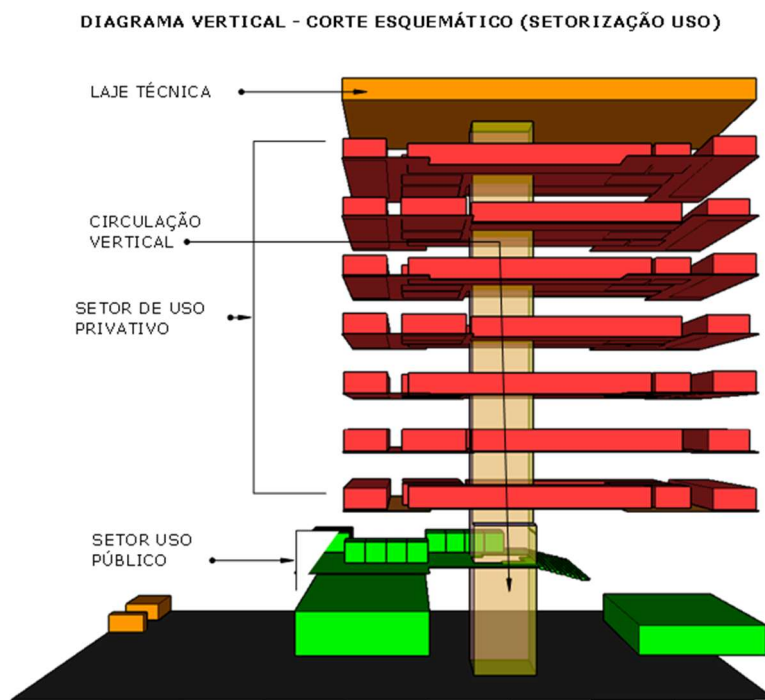 DIAGRAMA VERTICAL - CORTE ESQUEMÁTICO (SETORIZAÇÃO USO)
LAJE TÉCNICA
CIRCULAÇÃO
VERTICAL
SETOR DE USO
PRIVATIVO
SETOR USO
PÚBLICO